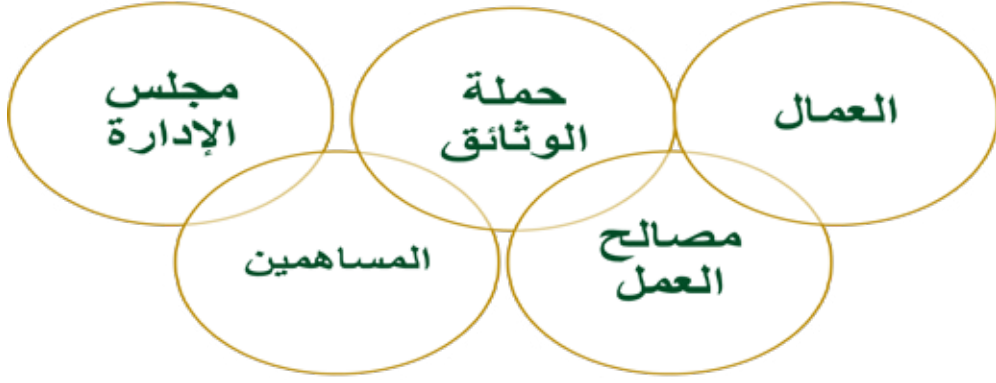 العمال
حملة
الوثائق
مجلس
الإدارة
مصالح
العمل
المساهمين